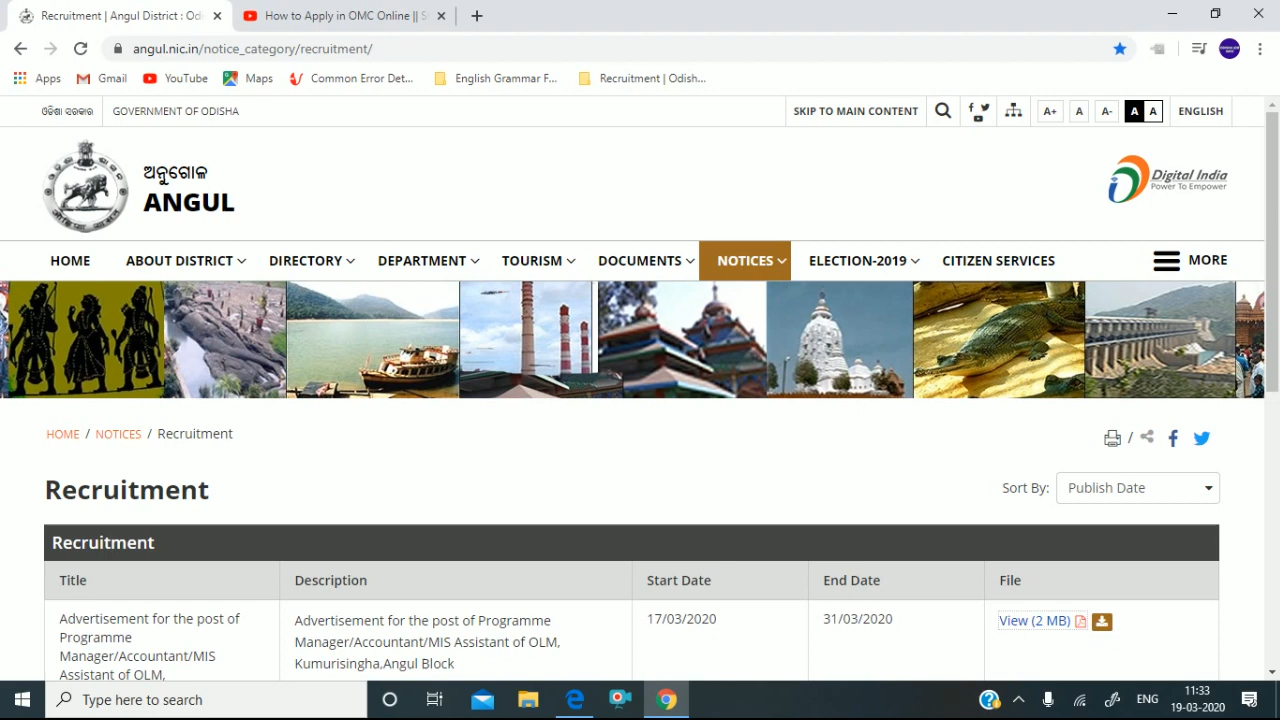 Recruitment | Angul District : Od
How to Apply in OMC Online || S
angul.nic.in/notice_category/recruitment/
Apps
Gmail
YouTube
Maps
Common Error Det...
English Grammar F...
Recruitment | Odish...
ଓଡିଶା ସରକାର
GOVERNMENT OF ODISHA
SKIP TO MAIN CONTENT
A+
A
A-
A A
ENGLISH
ଅନୁଗୋଳ
ANGUL
Digital India
Power To Empower
HOME
ABOUT DISTRICT
DIRECTORY
DEPARTMENT
TOURISM
DOCUMENTS
NOTICES
ELECTION-2019
CITIZEN SERVICES
MORE
HOME / NOTICES / Recruitment
/
Recruitment
Sort By:
Publish Date
Recruitment
Title
Description
Start Date
End Date
File
Advertisement for the post of
Programme
Manager/Accountant/MIS
Assistant of OLM,
Advertisement for the post of Programme
Manager/Accountant/MIS Assistant of OLM,
Kumurisingha,Angul Block
17/03/2020
31/03/2020
View (2 MB)
Type here to search
ENG
11:33
19-03-2020